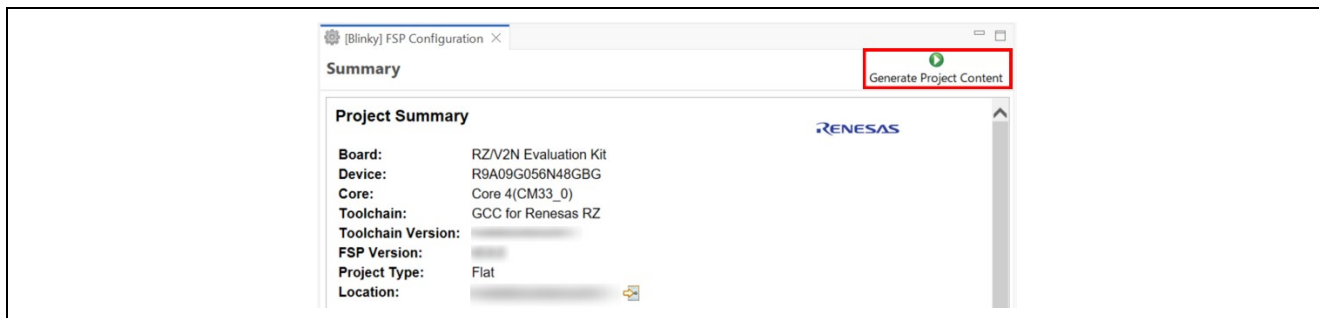 [Blinky] FSP Configuration
Summary
Generate Project Content
Project Summary
RENESAS
Board: RZ/V2N Evaluation Kit
Device: R9A09G056N48GBG
Core: Core 4(CM33_0)
Toolchain: GCC for Renesas RZ
Toolchain Version:
FSP Version:
Project Type: Flat
Location: